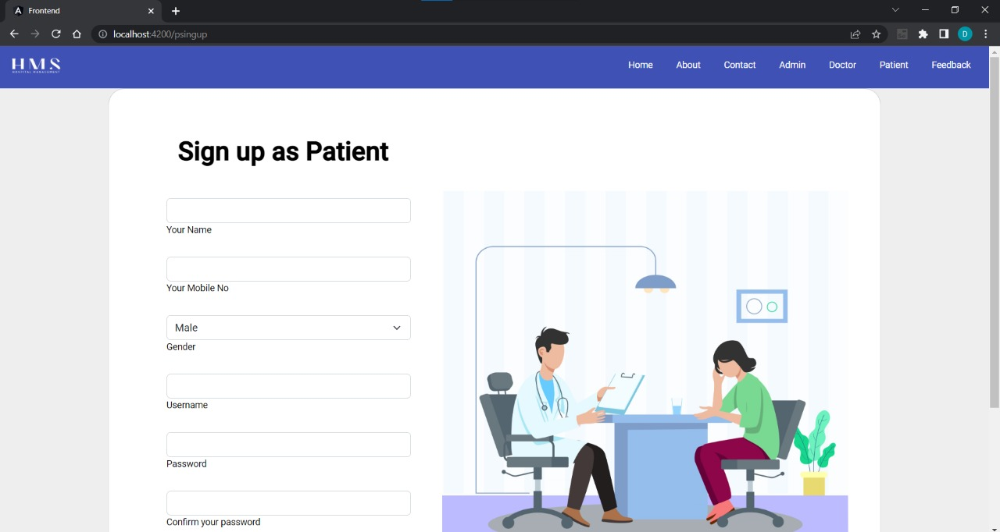 Frontend
localhost:4200/psingup
D
HMS
HOSPITAL MANAGEMENT
Home About Contact Admin Doctor Patient Feedback
Sign up as Patient
Your Name
Your Mobile No
Male
Gender
Username
Password
Confirm your password